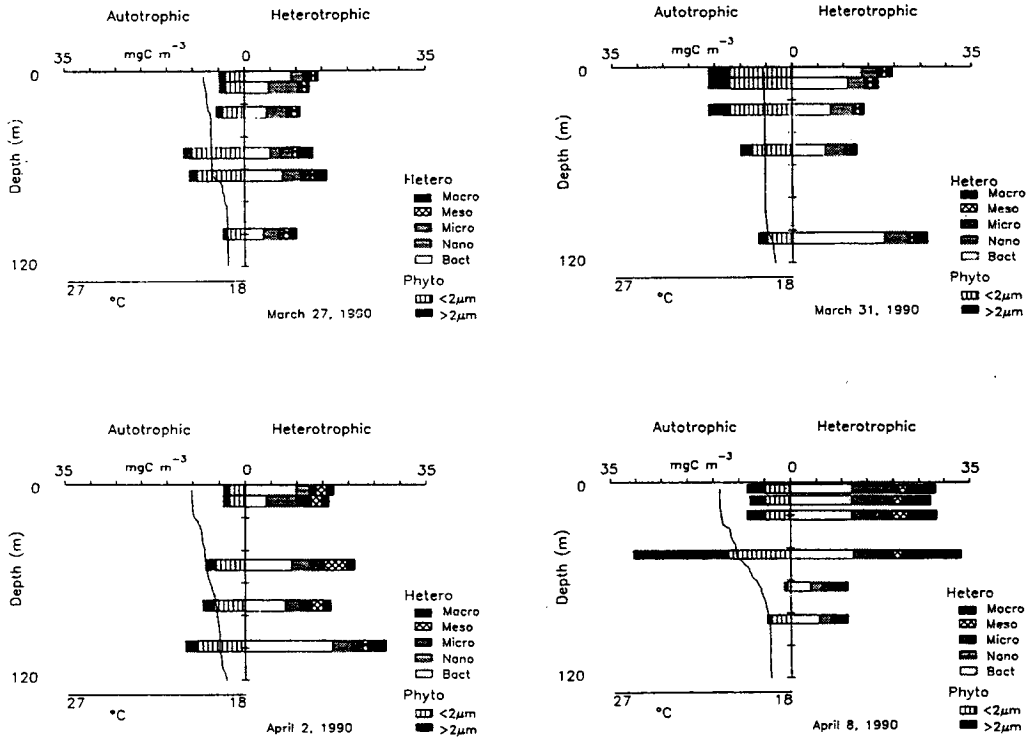 Autotrophic Heterotrophic
35 mgC m⁻³ 0 35
0
Depth (m)
120
27 °C 18
Hetero
Macro
Meso
Micro
Nano
Bact
Phyto
<2μm
>2μm
March 27, 1990
Autotrophic Heterotrophic
35 mgC m⁻³ 0 35
0
Depth (m)
120
27 °C 18
Hetero
Macro
Meso
Micro
Nano
Bact
Phyto
<2μm
>2μm
March 31, 1990
Autotrophic Heterotrophic
35 mgC m⁻³ 0 35
0
Depth (m)
120
27 °C 18
Hetero
Macro
Meso
Micro
Nano
Bact
Phyto
<2μm
>2μm
April 2, 1990
Autotrophic Heterotrophic
35 mgC m⁻³ 0 35
0
Depth (m)
120
27 °C 18
Hetero
Macro
Meso
Micro
Nano
Bact
Phyto
<2μm
>2μm
April 8, 1990